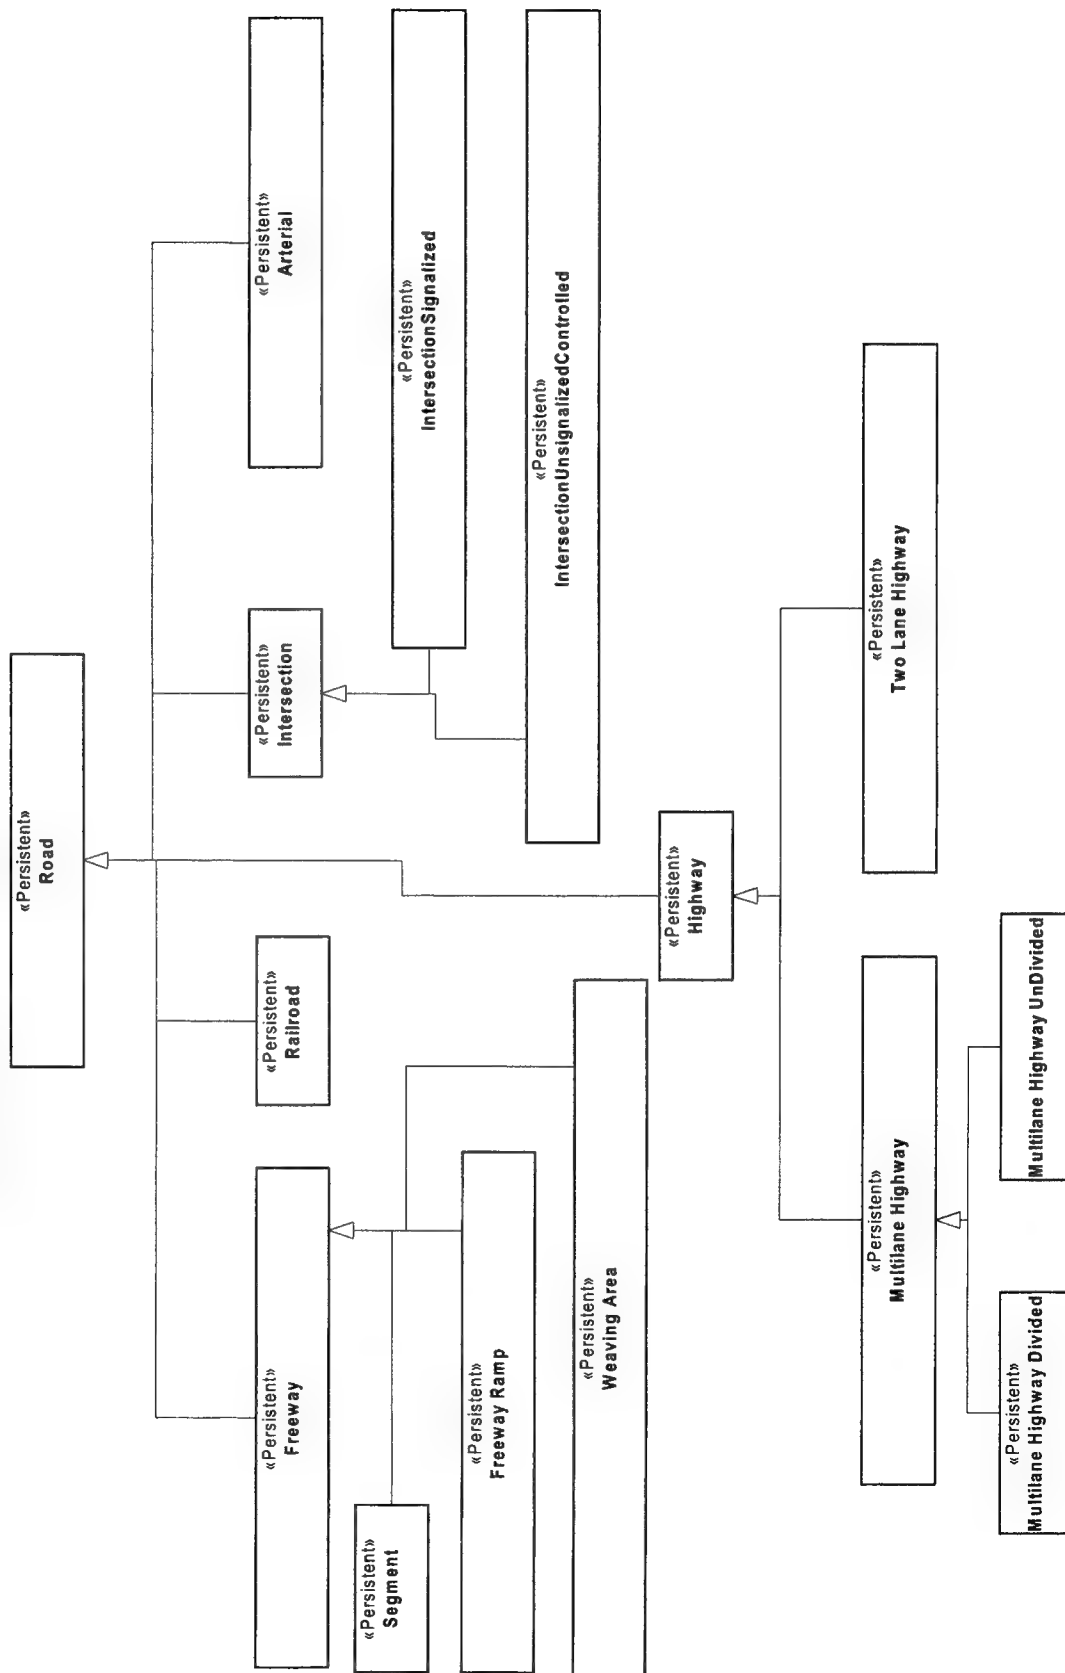 «Persistent»
Road
«Persistent»
Freeway
«Persistent»
Railroad
«Persistent»
Intersection
«Persistent»
Arterial
«Persistent»
Segment
«Persistent»
Freeway Ramp
«Persistent»
Weaving Area
«Persistent»
IntersectionSignalized
«Persistent»
IntersectionUnsignalizedControlled
«Persistent»
Highway
«Persistent»
Multilane Highway
«Persistent»
Two Lane Highway
«Persistent»
Multilane Highway Divided
Multilane Highway UnDivided